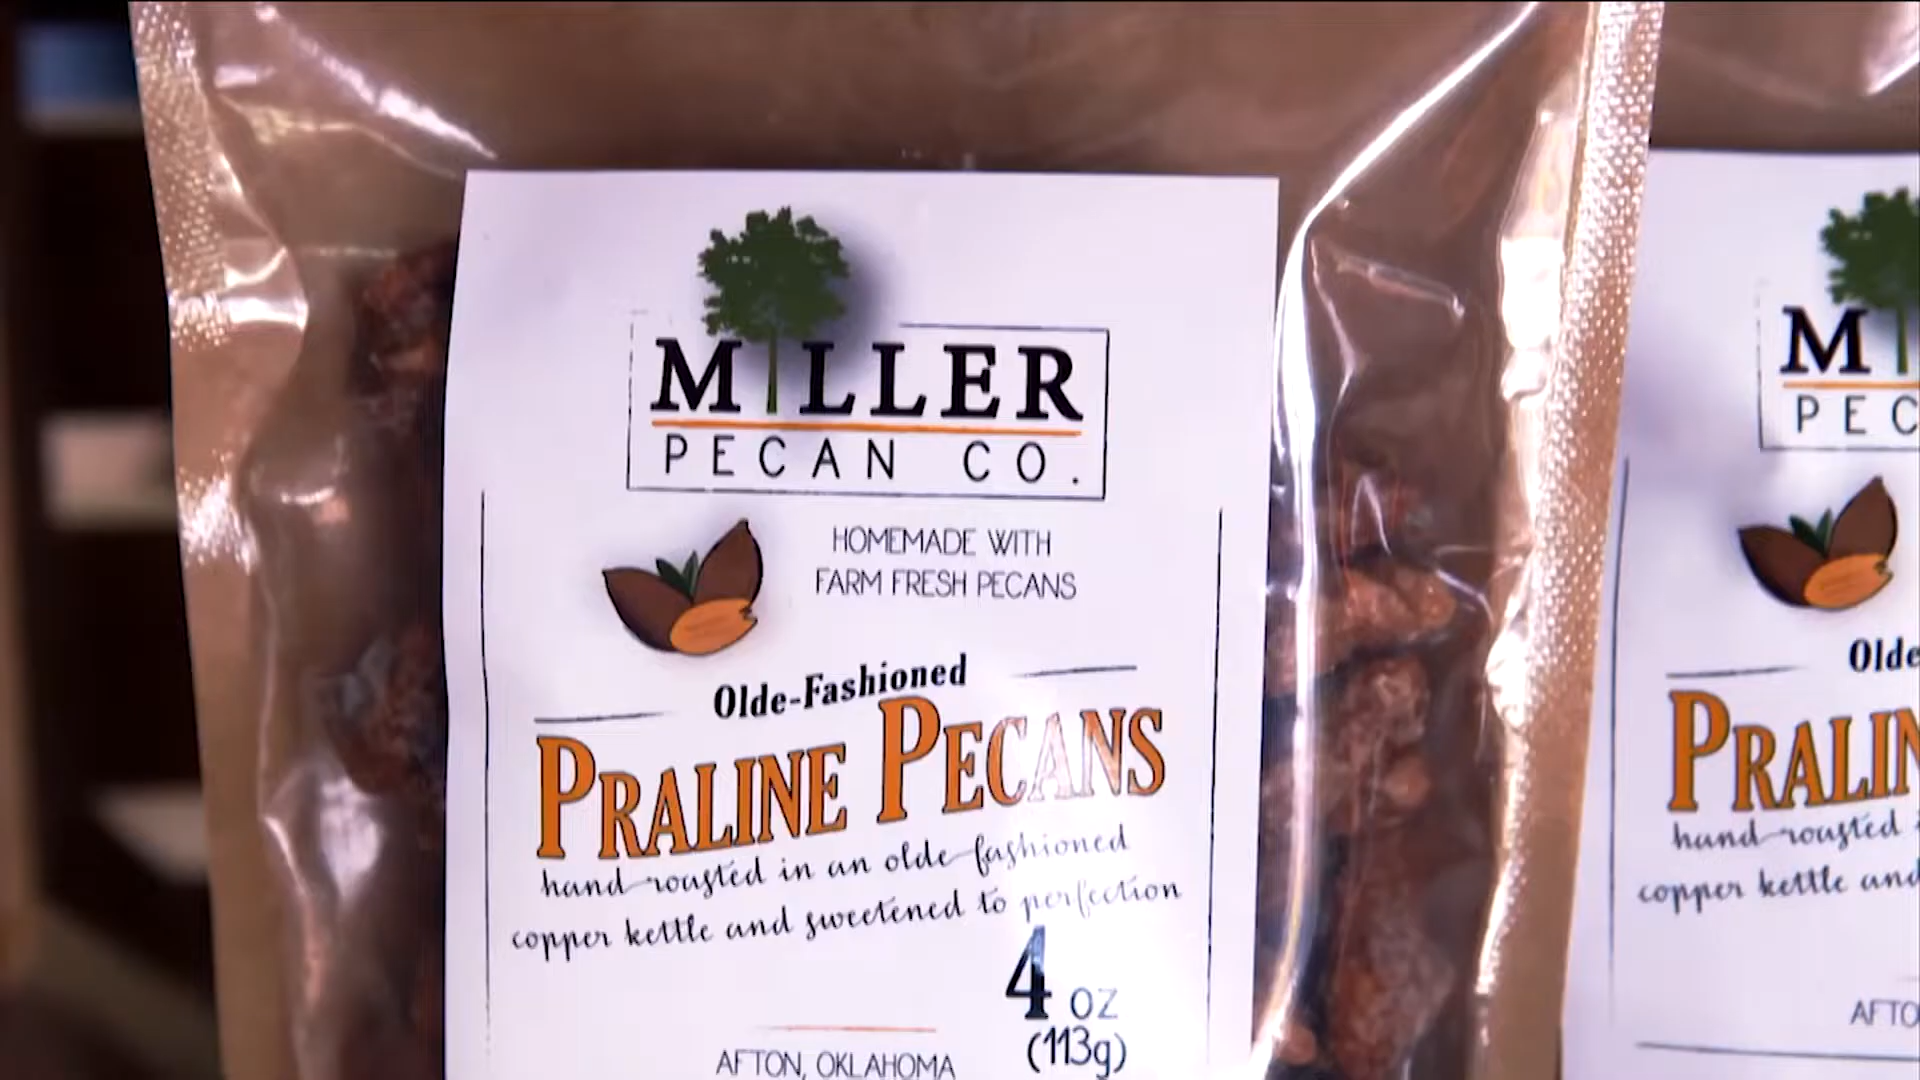 MILLER
PECAN CO.
HOMEMADE WITH
FARM FRESH PECANS
Olde-Fashioned
PRALINE PECANS
hand-roasted in an olde-fashioned
copper kettle and sweetened to perfection
4 OZ
(113g)
AFTON, OKLAHOMA
M
PEC
Olde
PRALIN
hand-roasted
copper kettle and
AFTO